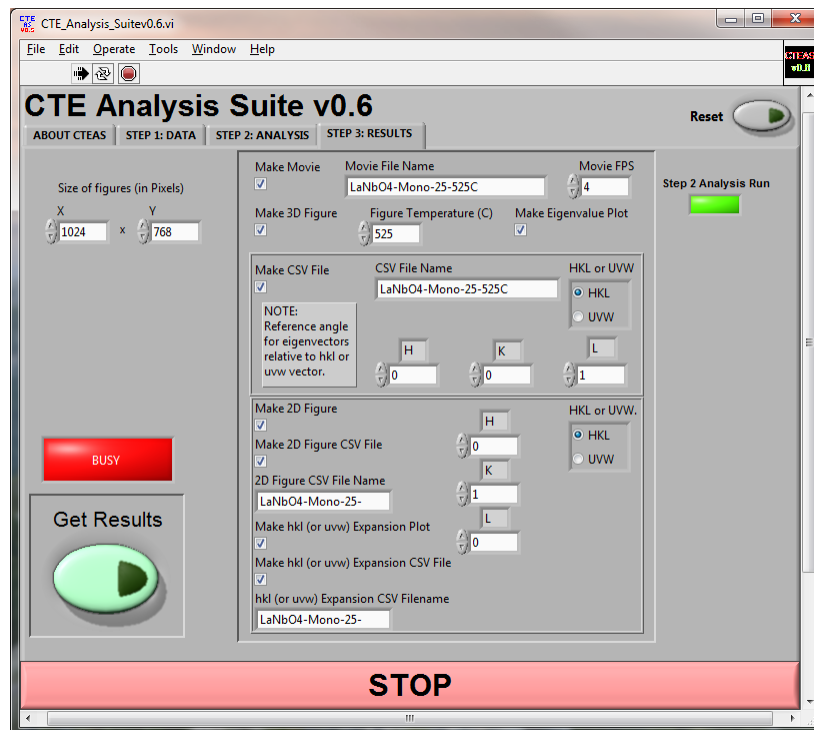 CTE_Analysis_Suitev0.6.vi
File Edit Operate Tools Window Help
CTEAS
v0.6
CTE Analysis Suite v0.6
Reset
ABOUT CTEAS STEP 1: DATA STEP 2: ANALYSIS STEP 3: RESULTS
Size of figures (in Pixels)
X Y
1024 x 768
Make Movie Movie File Name Movie FPS
LaNbO4-Mono-25-525C 4
Make 3D Figure Figure Temperature (C) Make Eigenvalue Plot
525
Step 2 Analysis Run
Make CSV File CSV File Name HKL or UVW
LaNbO4-Mono-25-525C
HKL
UVW
NOTE:
Reference angle
for eigenvectors
relative to hkl or
uvw vector.
H K L
0 0 1
Make 2D Figure
Make 2D Figure CSV File
2D Figure CSV File Name
LaNbO4-Mono-25-
Make hkl (or uvw) Expansion Plot
Make hkl (or uvw) Expansion CSV File
hkl (or uvw) Expansion CSV Filename
LaNbO4-Mono-25-
H
0
K
1
L
0
HKL or UVW.
HKL
UVW
BUSY
Get Results
STOP